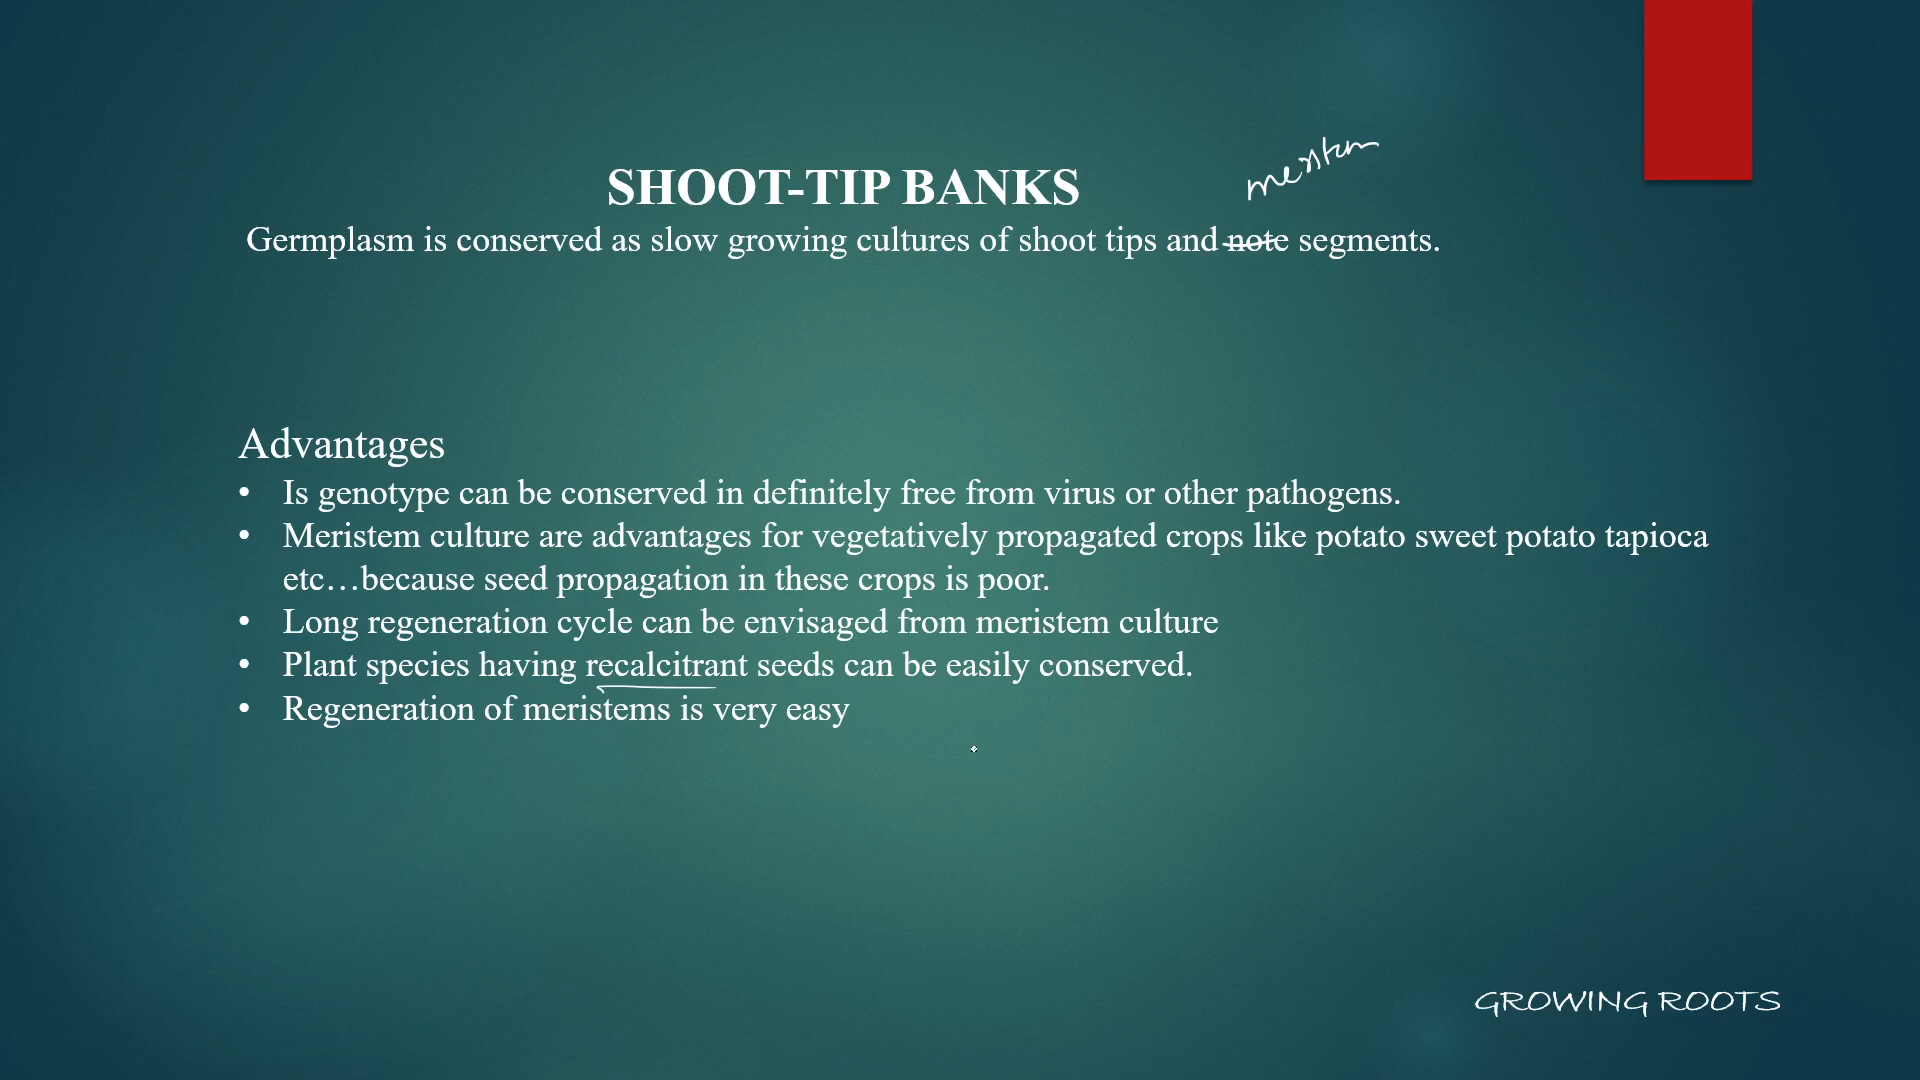 meristem
SHOOT-TIP BANKS
Germplasm is conserved as slow growing cultures of shoot tips and note segments.
Advantages
• Is genotype can be conserved in definitely free from virus or other pathogens.
• Meristem culture are advantages for vegetatively propagated crops like potato sweet potato tapioca
etc…because seed propagation in these crops is poor.
• Long regeneration cycle can be envisaged from meristem culture
• Plant species having recalcitrant seeds can be easily conserved.
• Regeneration of meristems is very easy
GROWING ROOTS